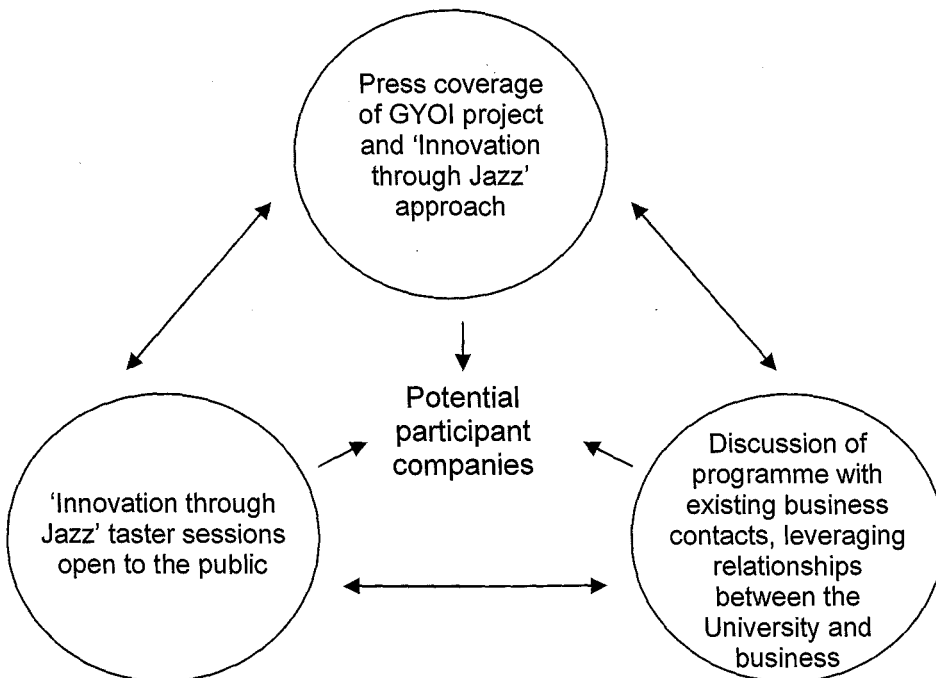 Press coverage
of GYOI project
and ‘Innovation
through Jazz’
approach
Potential
participant
companies
‘Innovation through
Jazz’ taster sessions
open to the public
Discussion of
programme with
existing business
contacts, leveraging
relationships
between the
University and
business